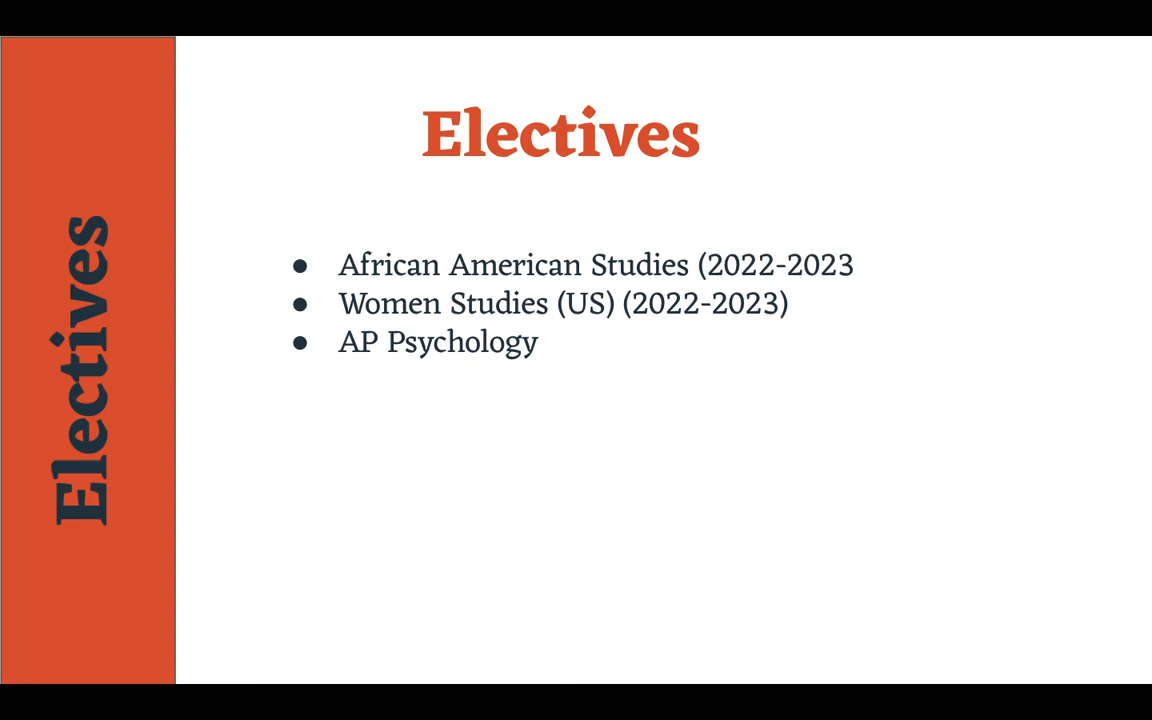 Electives
Electives
● African American Studies (2022-2023
● Women Studies (US) (2022-2023)
● AP Psychology